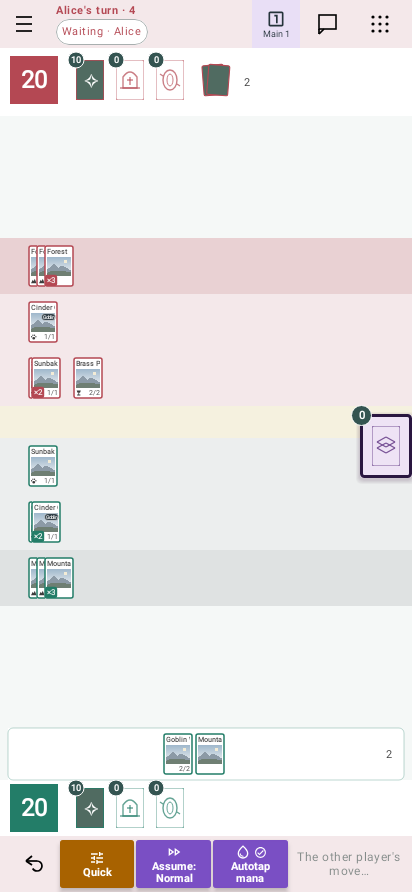 Alice's turn · 4
Waiting · Alice
1
Main 1
20
10
0
0
2
Forest
×3
Cinder
Goblin
1/1
Sunbak
×2
1/1
Brass P
2/2
0
Sunbak
1/1
Cinder
Goblin
×2
1/1
Mounta
×3
Goblin
2/2
Mounta
2
20
10
0
0
Quick
Assume:
Normal
Autotap
mana
The other player's
move…